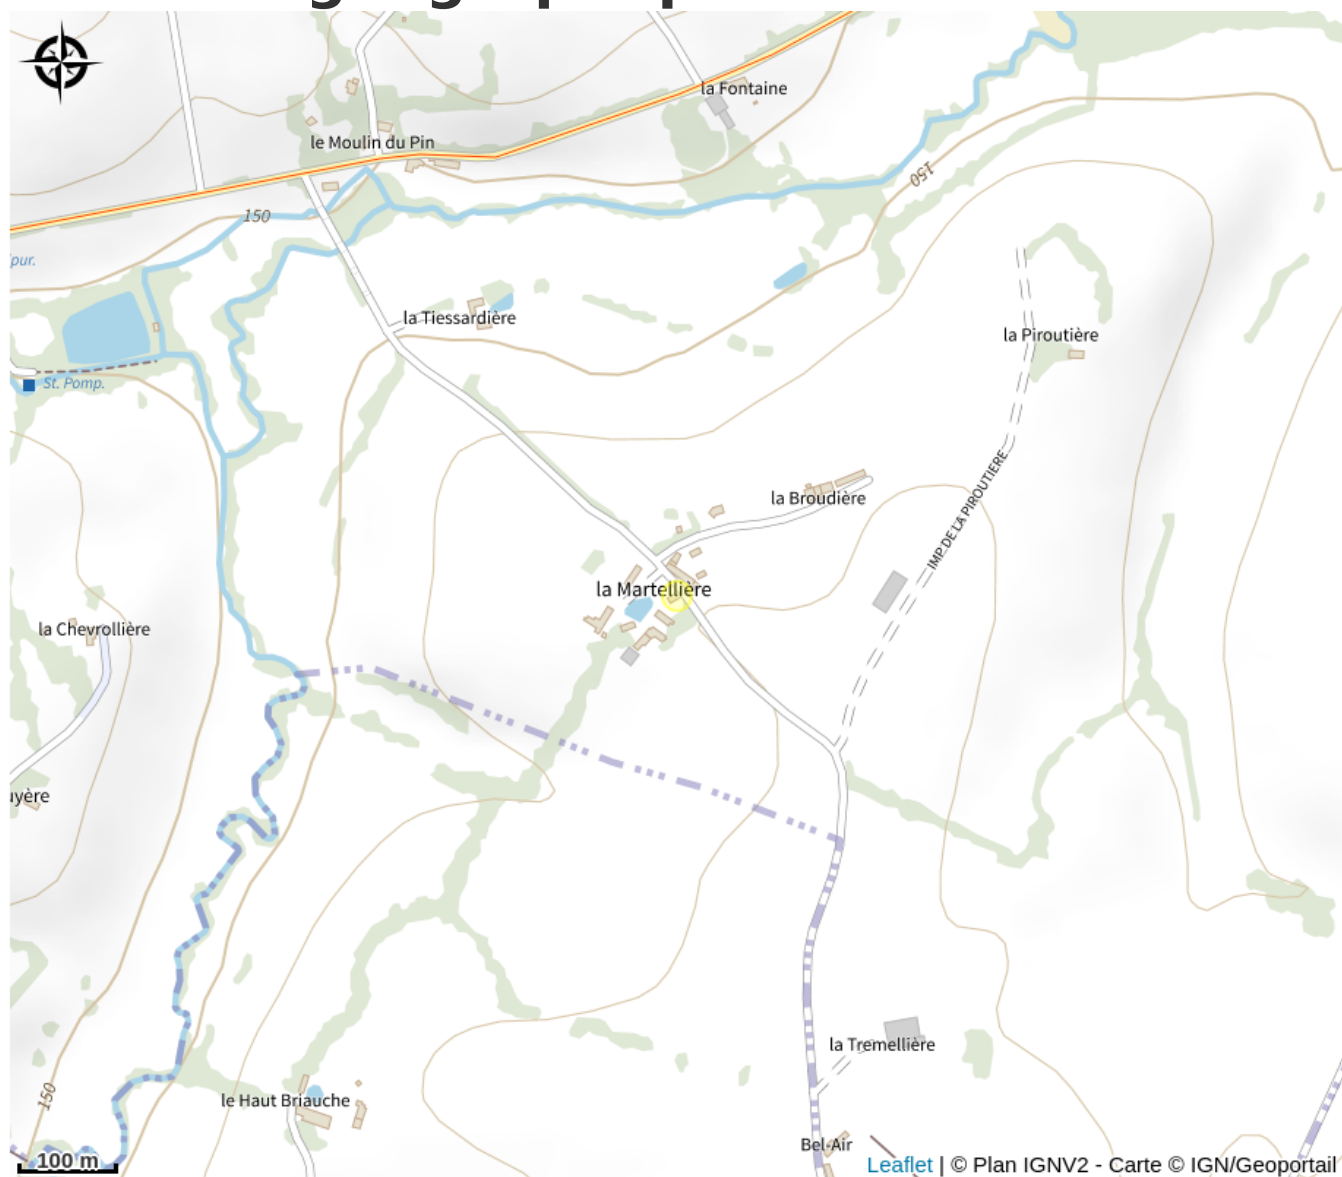 la Fontaine
le Moulin du Pin
150
150
pur.
la Tiessardière
la Piroutière
St. Pomp.
IMP DE LA PIROUTIERE
la Broudière
la Martellière
la Chevrollière
uyère
la Tremellière
150
le Haut Briauche
Bel-Air
100 m
Leaflet | © Plan IGNV2 - Carte © IGN/Geoportail